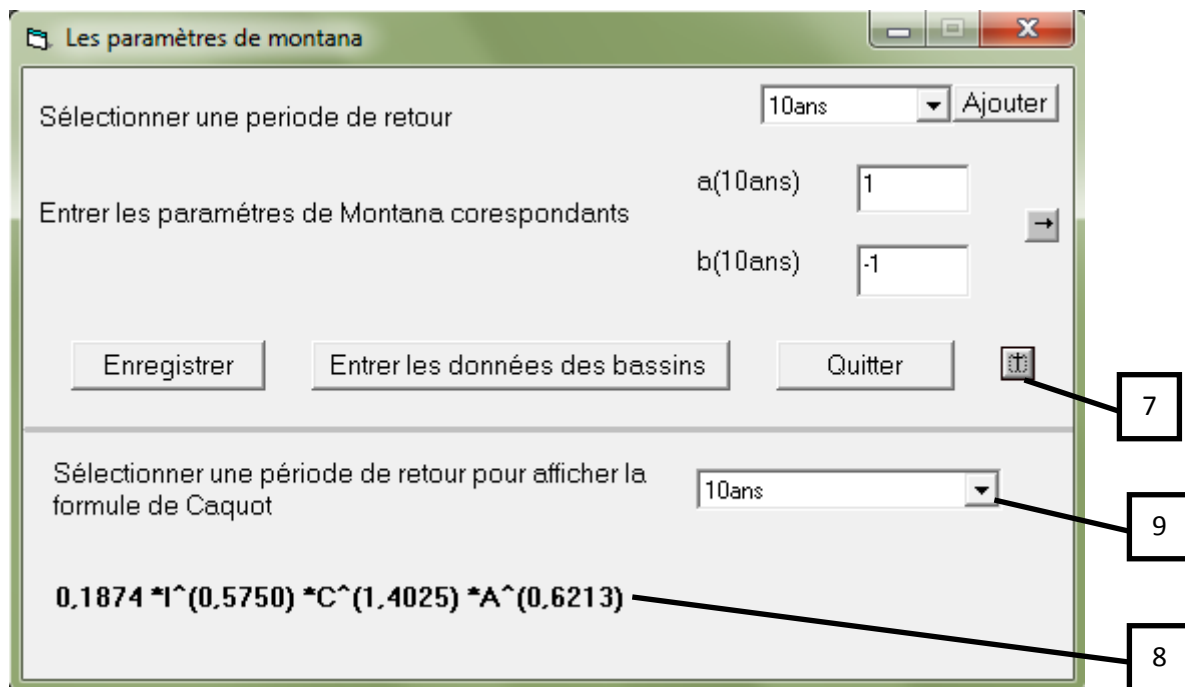 Les paramètres de montana
Sélectionner une periode de retour
10ans
Ajouter
a(10ans)
1
Entrer les paramétres de Montana corespondants
→
b(10ans)
-1
Enregistrer
Entrer les données des bassins
Quitter
7
Sélectionner une période de retour pour afficher la
formule de Caquot
10ans
9
0,1874 *I^(0,5750) *C^(1,4025) *A^(0,6213)
8